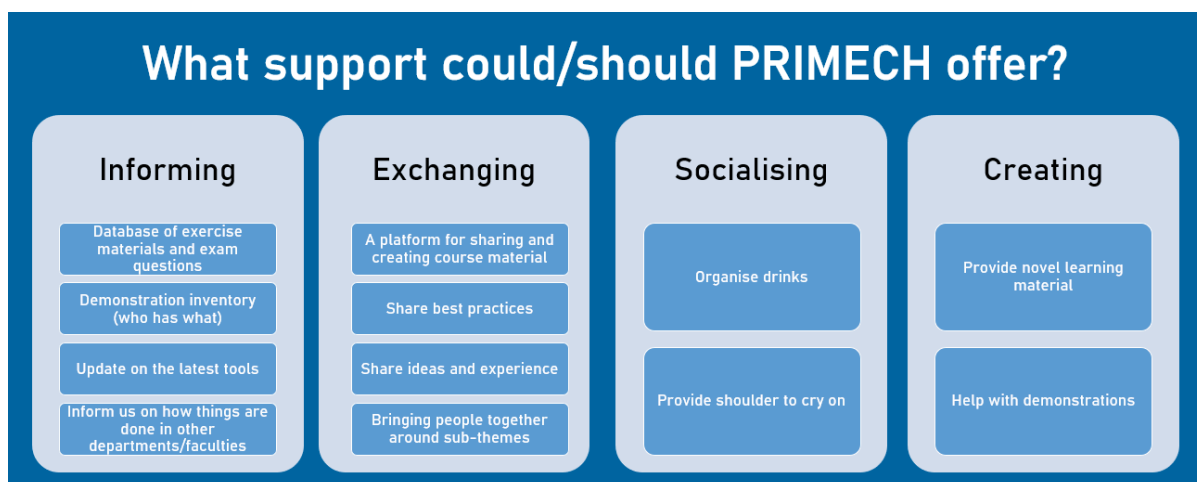 What support could/should PRIMECH offer?
Informing
Database of exercise
materials and exam
questions
Demonstration inventory
(who has what)
Update on the latest tools
Inform us on how things are
done in other
departments/faculties
Exchanging
A platform for sharing and
creating course material
Share best practices
Share ideas and experience
Bringing people together
around sub-themes
Socialising
Organise drinks
Provide shoulder to cry on
Creating
Provide novel learning
material
Help with demonstrations